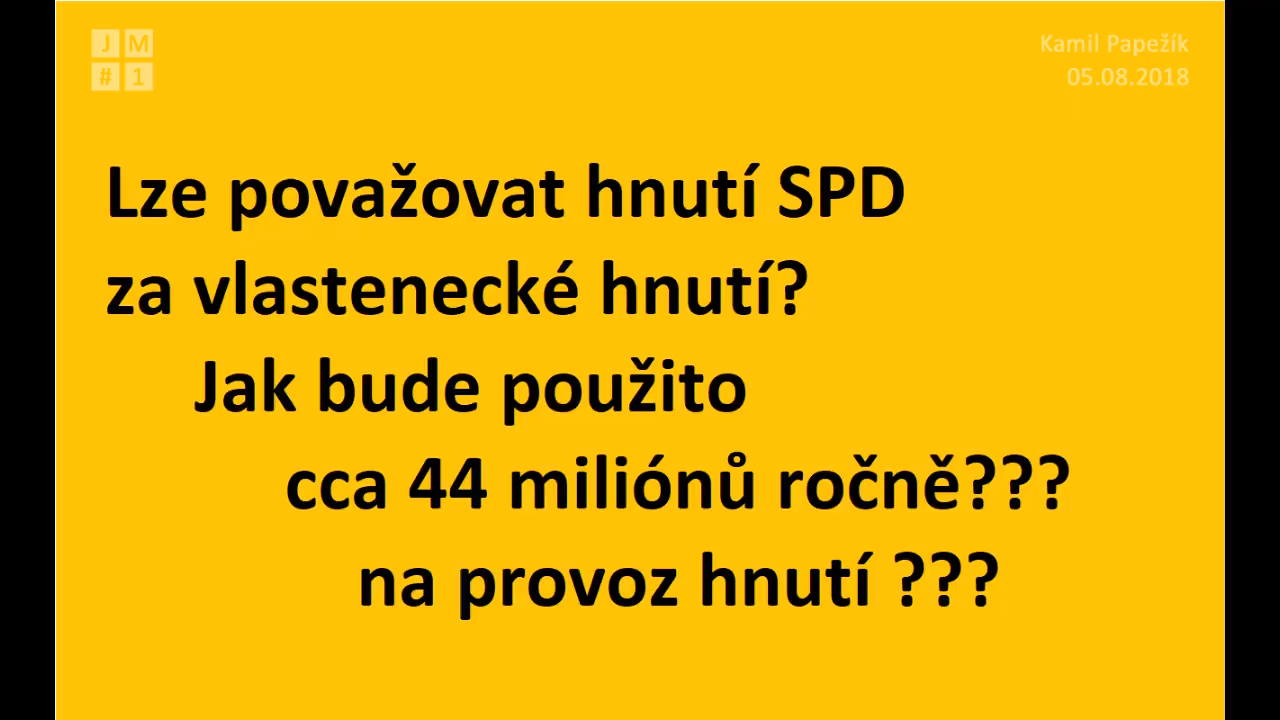 J M
# 1
Kamil Papežík
05.08.2018
Lze považovat hnutí SPD
za vlastenecké hnutí?
Jak bude použito
cca 44 miliónů ročně???
na provoz hnutí ???